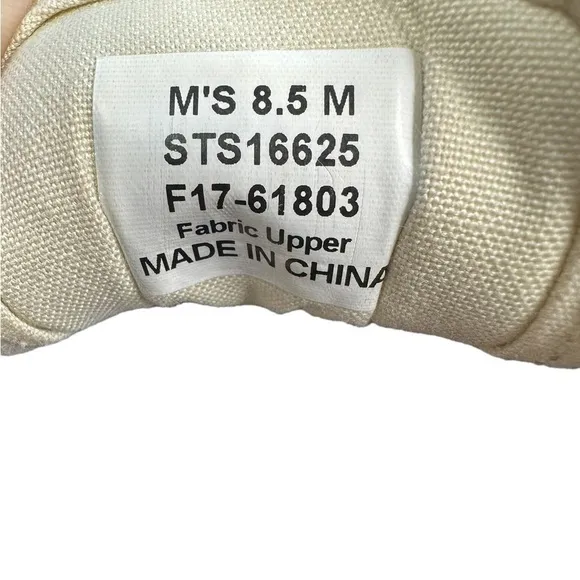 M'S 8.5 M
STS16625
F17-61803
Fabric Upper
MADE IN CHINA